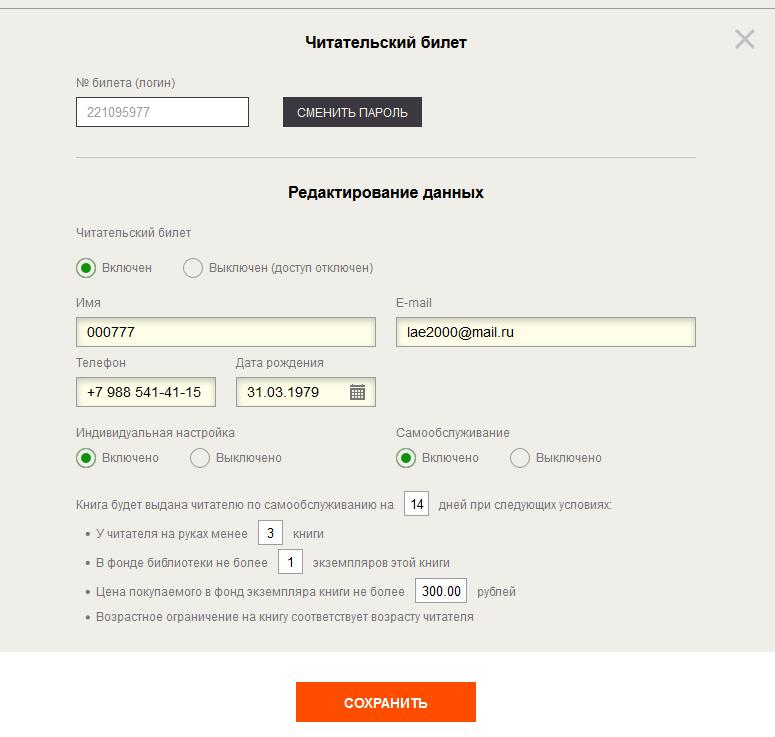 Читательский билет
№ билета (логин)
221095977 СМЕНИТЬ ПАРОЛЬ
Редактирование данных
Читательский билет
Включен Выключен (доступ отключен)
Имя E-mail
000777 lae2000@mail.ru
Телефон Дата рождения
+7 988 541-41-15 31.03.1979
Индивидуальная настройка Самообслуживание
Включено Выключено Включено Выключено
Книга будет выдана читателю по самообслуживанию на 14 дней при следующих условиях:
• У читателя на руках менее 3 книги
• В фонде библиотеки не более 1 экземпляров этой книги
• Цена покупаемого в фонд экземпляра книги не более 300.00 рублей
• Возрастное ограничение на книгу соответствует возрасту читателя
СОХРАНИТЬ